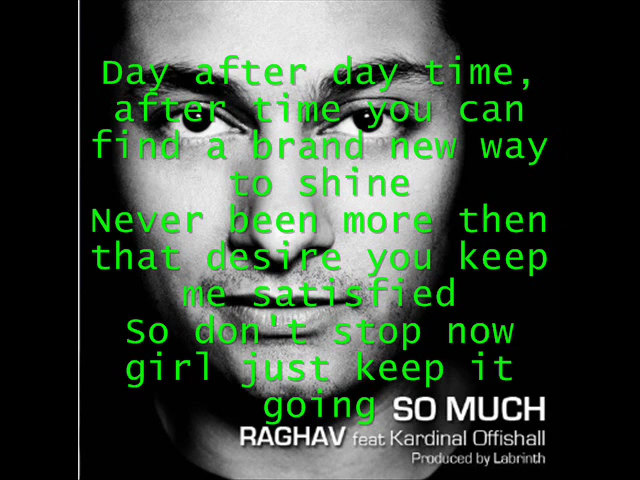 Day after day time,
after time you can
find a brand new way
to shine
Never been more then
that desire you keep
me satisfied
So don't stop now
girl just keep it
going
SO MUCH
RAGHAV feat Kardinal Offishall
Produced by Labrinth